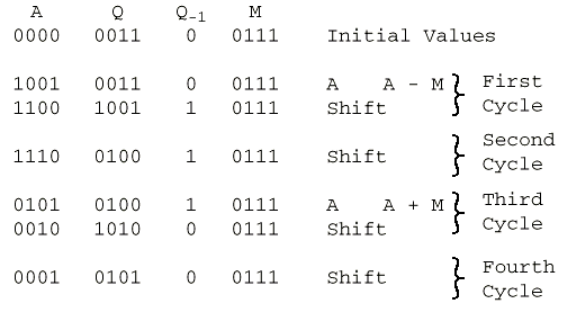 A Q Q-1 M
0000 0011 0 0111 Initial Values
1001 0011 0 0111 A A - M First
1100 1001 1 0111 Shift Cycle
Second
1110 0100 1 0111 Shift
Cycle
0101 0100 1 0111 A A + M Third
0010 1010 0 0111 Shift Cycle
Fourth
0001 0101 0 0111 Shift
Cycle